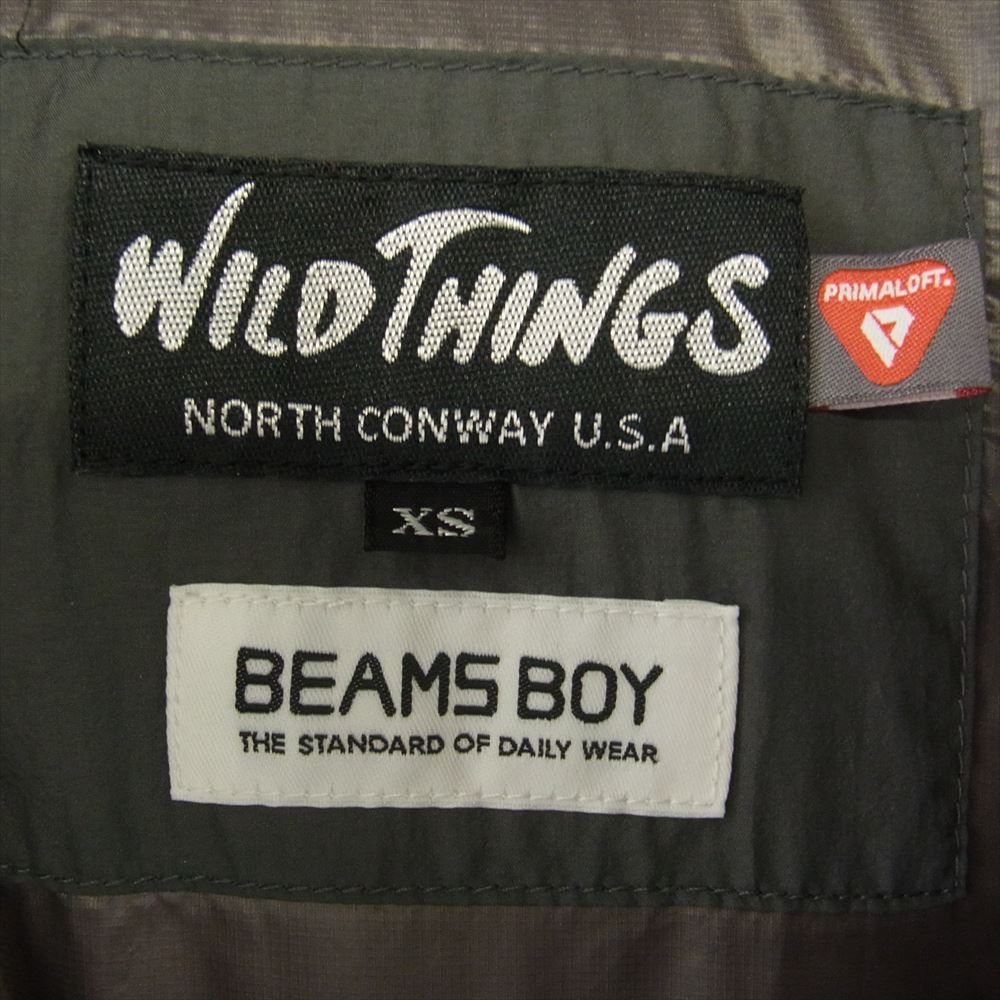 WILD THINGS
NORTH CONWAY U.S.A
PRIMALOFT.
XS
BEAMS BOY
THE STANDARD OF DAILY WEAR